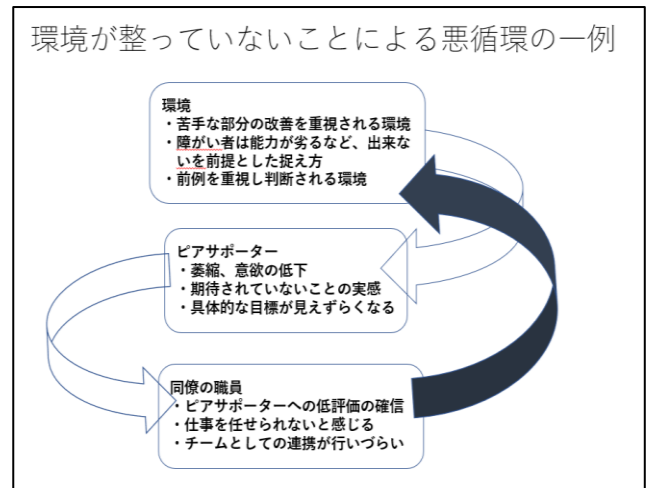 環境が整っていないことによる悪循環の一例
環境
・苦手な部分の改善を重視される環境
・障がい者は能力が劣るなど、出来な
いを前提とした捉え方
・前例を重視し判断される環境
ピアサポーター
・萎縮、意欲の低下
・期待されていないことの実感
・具体的な目標が見えずらくなる
同僚の職員
・ピアサポーターへの低評価の確信
・仕事を任せられないと感じる
・チームとしての連携が行いづらい